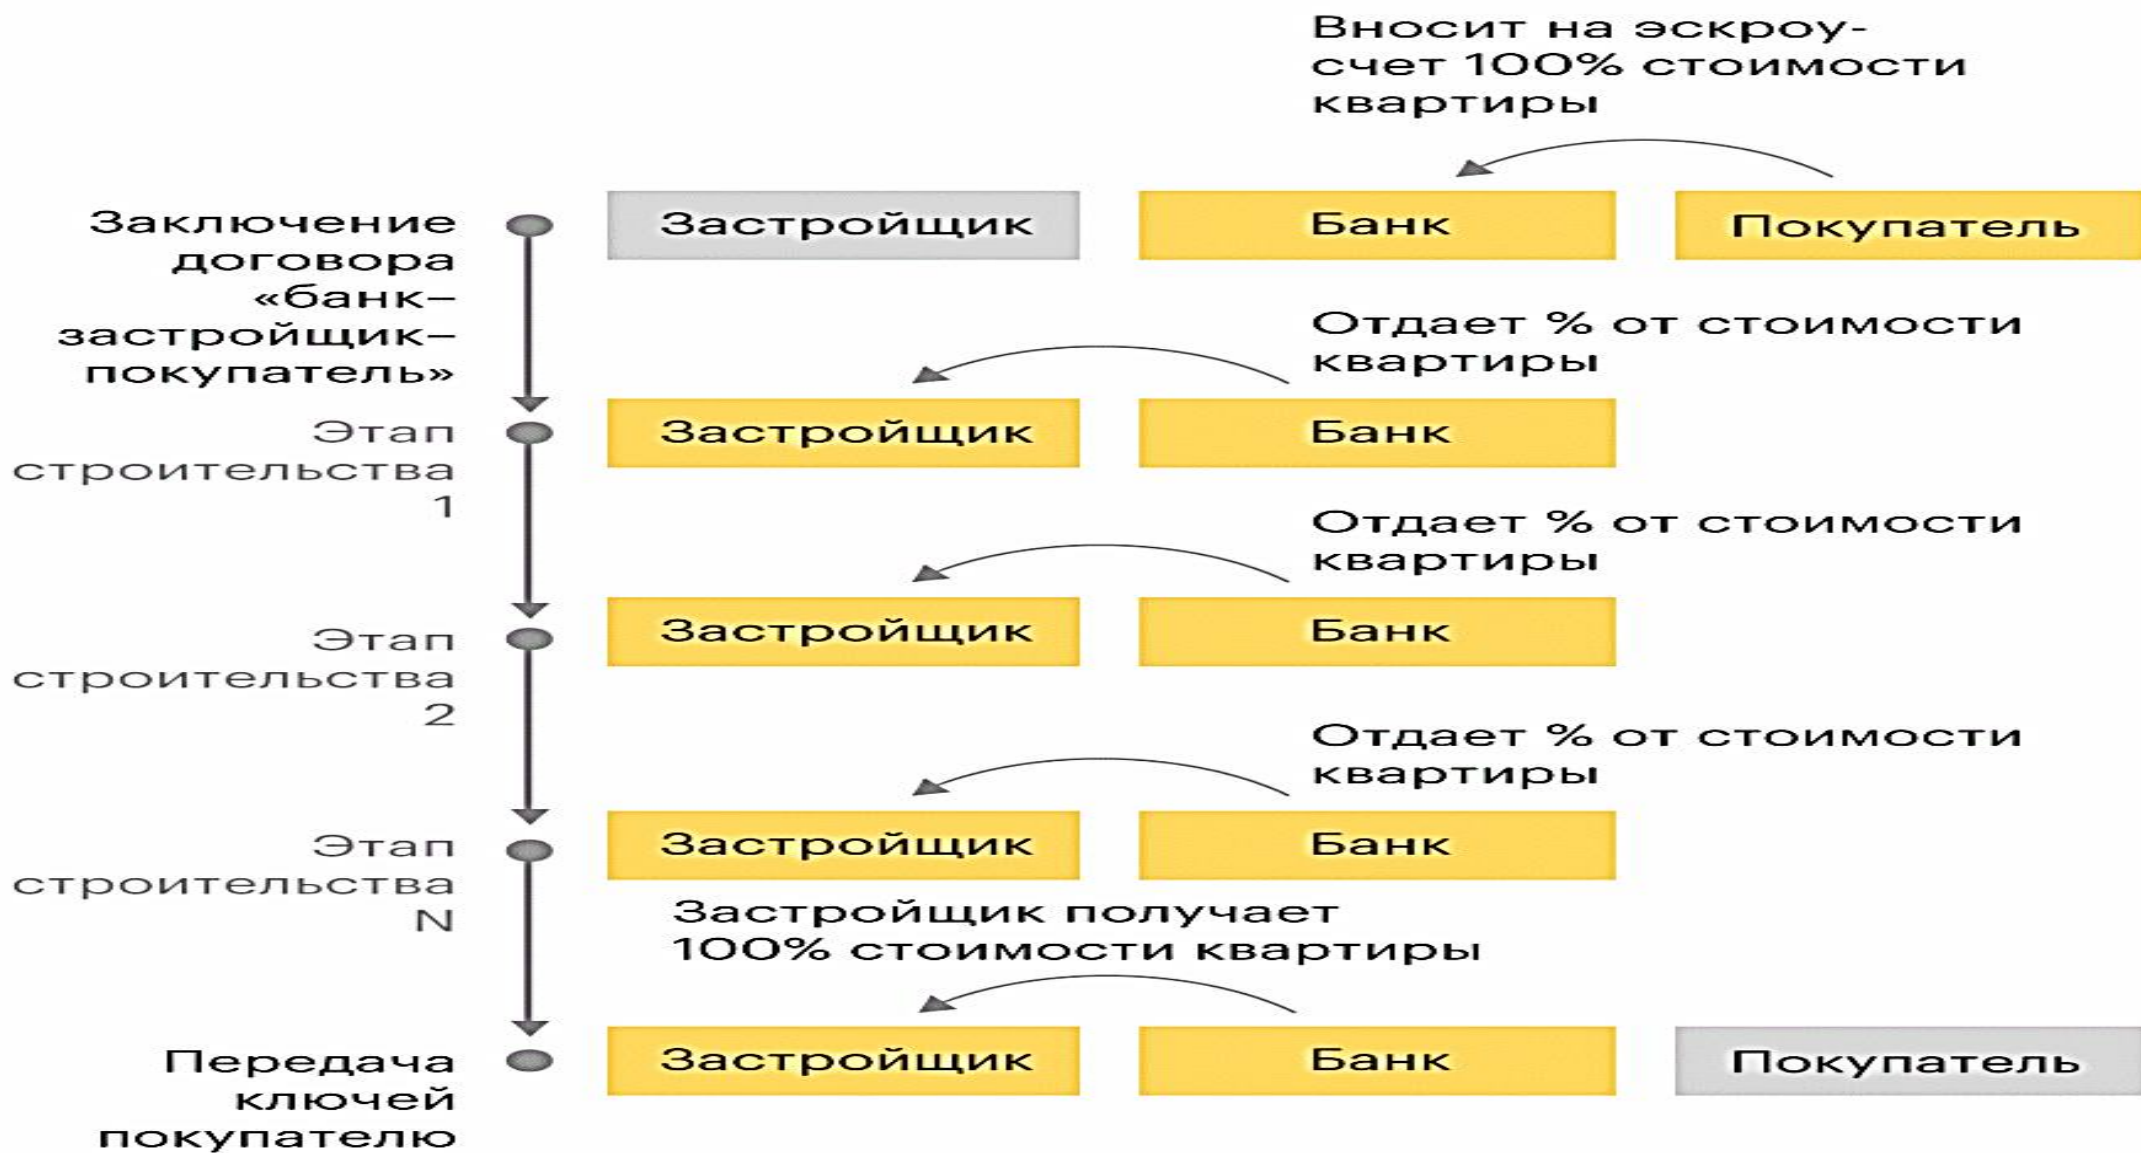 Вносит на эскроу-
счет 100% стоимости
квартиры
Заключение
договора
«банк–
застройщик–
покупатель»
Застройщик
Банк
Покупатель
Отдает % от стоимости
квартиры
Этап
строительства
1
Застройщик
Банк
Отдает % от стоимости
квартиры
Этап
строительства
2
Застройщик
Банк
Отдает % от стоимости
квартиры
Этап
строительства
N
Застройщик
Банк
Застройщик получает
100% стоимости квартиры
Передача
ключей
покупателю
Застройщик
Банк
Покупатель